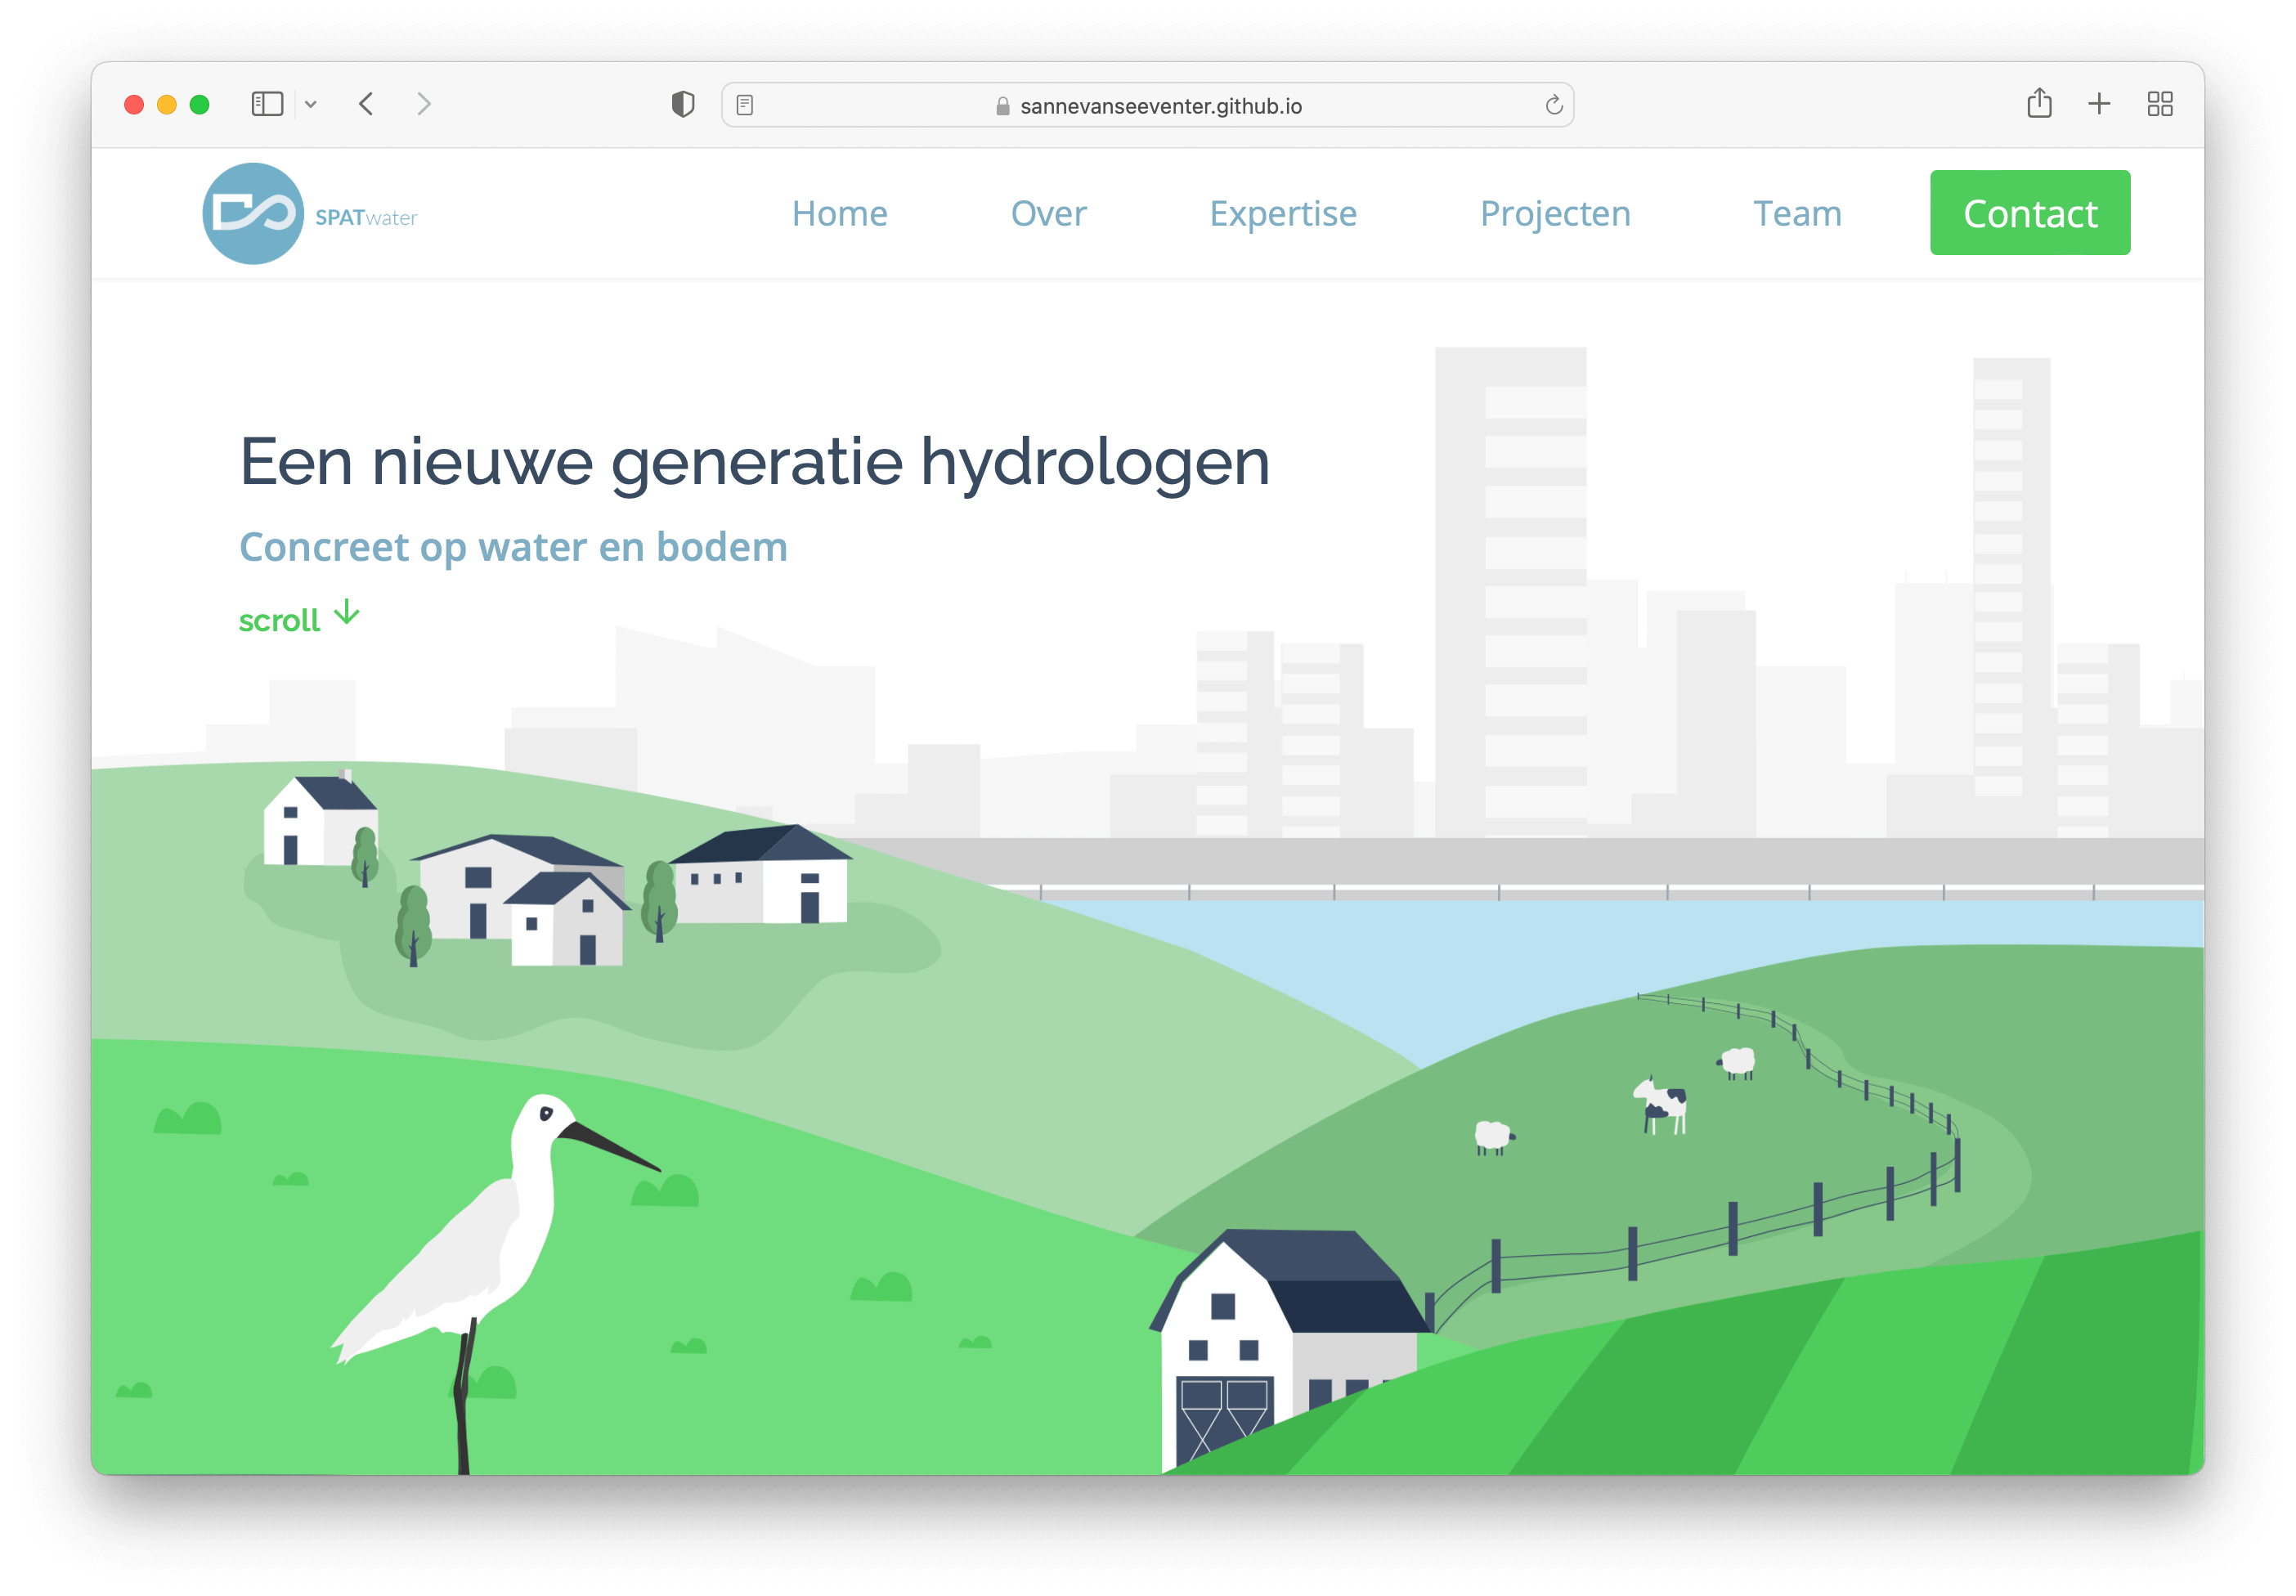 sannevanseeventer.github.io
SPATwater
Home
Over
Expertise
Projecten
Team
Contact
Een nieuwe generatie hydrologen
Concreet op water en bodem
scroll ↓